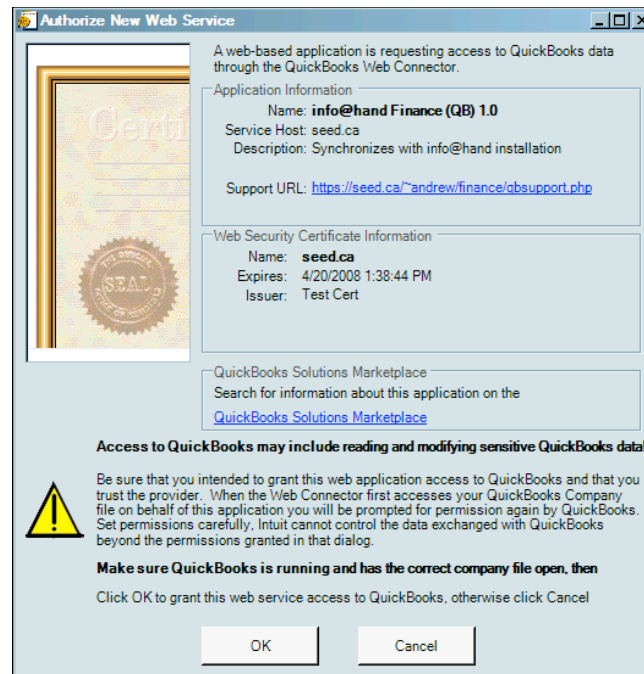 Authorize New Web Service
A web-based application is requesting access to QuickBooks data
through the QuickBooks Web Connector.
Application Information
Name: info@hand Finance (QB) 1.0
Service Host: seed.ca
Description: Synchronizes with info@hand installation
Support URL: https://seed.ca/~andrew/finance/qbsupport.php
Certi
SEAL
Web Security Certificate Information
Name: seed.ca
Expires: 4/20/2008 1:38:44 PM
Issuer: Test Cert
QuickBooks Solutions Marketplace
Search for information about this application on the
QuickBooks Solutions Marketplace
Access to QuickBooks may include reading and modifying sensitive QuickBooks data!
Be sure that you intended to grant this web application access to QuickBooks and that you
trust the provider. When the Web Connector first accesses your QuickBooks Company
file on behalf of this application you will be prompted for permission again by QuickBooks.
Set permissions carefully, Intuit cannot control the data exchanged with QuickBooks
beyond the permissions granted in that dialog.
Make sure QuickBooks is running and has the correct company file open, then
Click OK to grant this web service access to QuickBooks, otherwise click Cancel
OK
Cancel